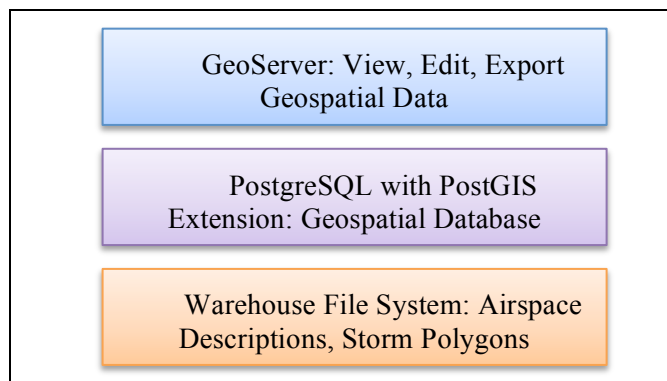 GeoServer: View, Edit, Export
Geospatial Data
PostgreSQL with PostGIS
Extension: Geospatial Database
Warehouse File System: Airspace
Descriptions, Storm Polygons